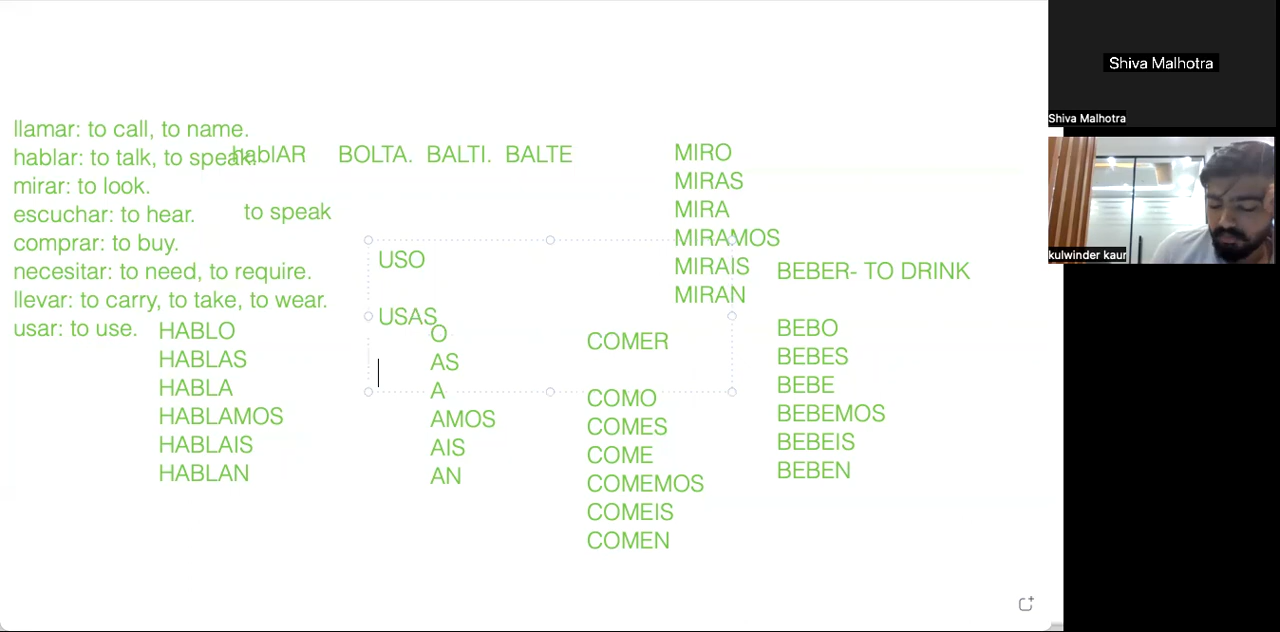 llamar: to call, to name.
hablar: to talk, to speak.
mirar: to look.
escuchar: to hear.
comprar: to buy.
necesitar: to need, to require.
llevar: to carry, to take, to wear.
usar: to use.
hablAR
to speak
BOLTA. BALTI. BALTE
HABLO
HABLAS
HABLA
HABLAMOS
HABLAIS
HABLAN
USO
USAS
O
AS
A
AMOS
AIS
AN
COMER
COMO
COMES
COME
COMEMOS
COMEIS
COMEN
MIRO
MIRAS
MIRA
MIRAMOS
MIRAIS
MIRAN
BEBER- TO DRINK
BEBO
BEBES
BEBE
BEBEMOS
BEBEIS
BEBEN
Shiva Malhotra
Shiva Malhotra
kulwinder kaur